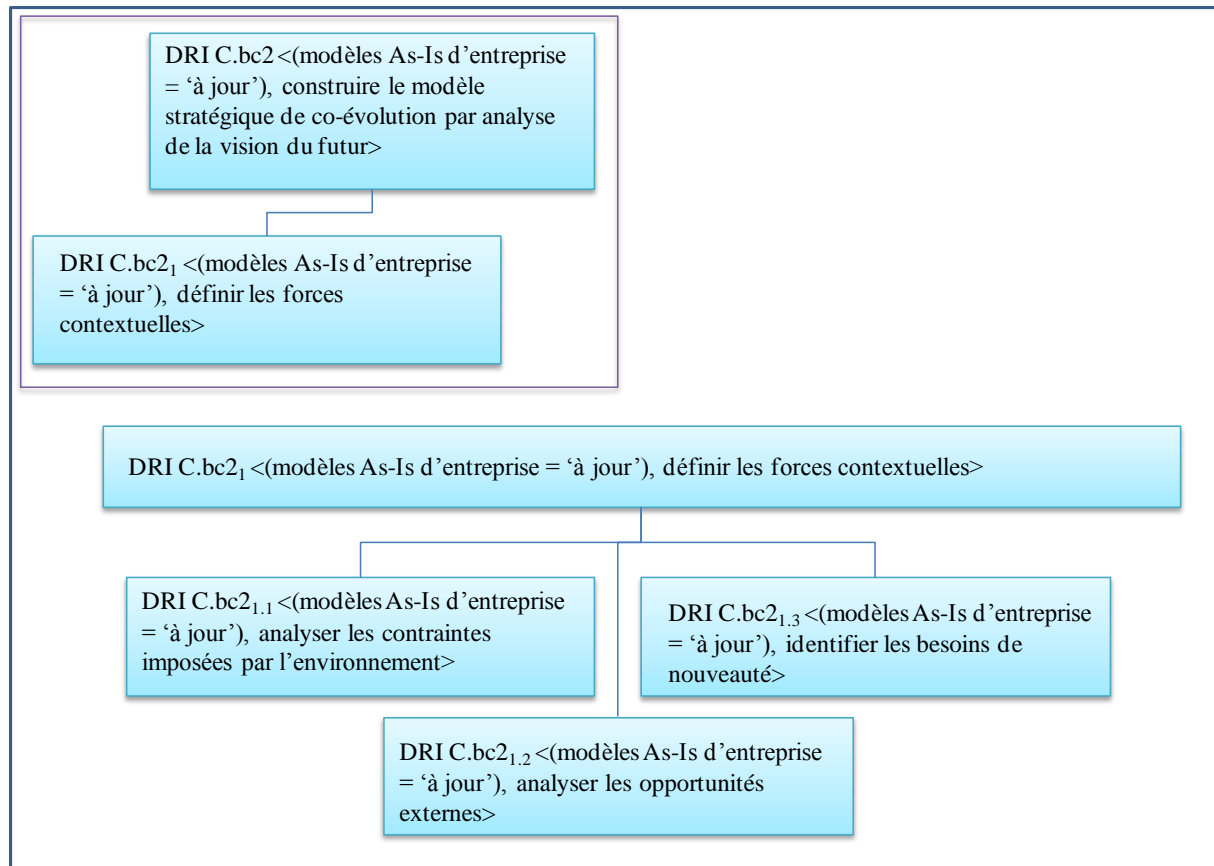 DRI C.bc2 <(modèles As-Is d’entreprise
= ‘à jour’), construire le modèle
stratégique de co-évolution par analyse
de la vision du futur>
DRI C.bc2₁ <(modèles As-Is d’entreprise
= ‘à jour’), définir les forces
contextuelles>
DRI C.bc2₁ <(modèles As-Is d’entreprise = ‘à jour’), définir les forces contextuelles>
DRI C.bc2₁.₁ <(modèles As-Is d’entreprise
= ‘à jour’), analyser les contraintes
imposées par l’environnement>
DRI C.bc2₁.₃ <(modèles As-Is d’entreprise
= ‘à jour’), identifier les besoins de
nouveauté>
DRI C.bc2₁.₂ <(modèles As-Is d’entreprise
= ‘à jour’), analyser les opportunités
externes>